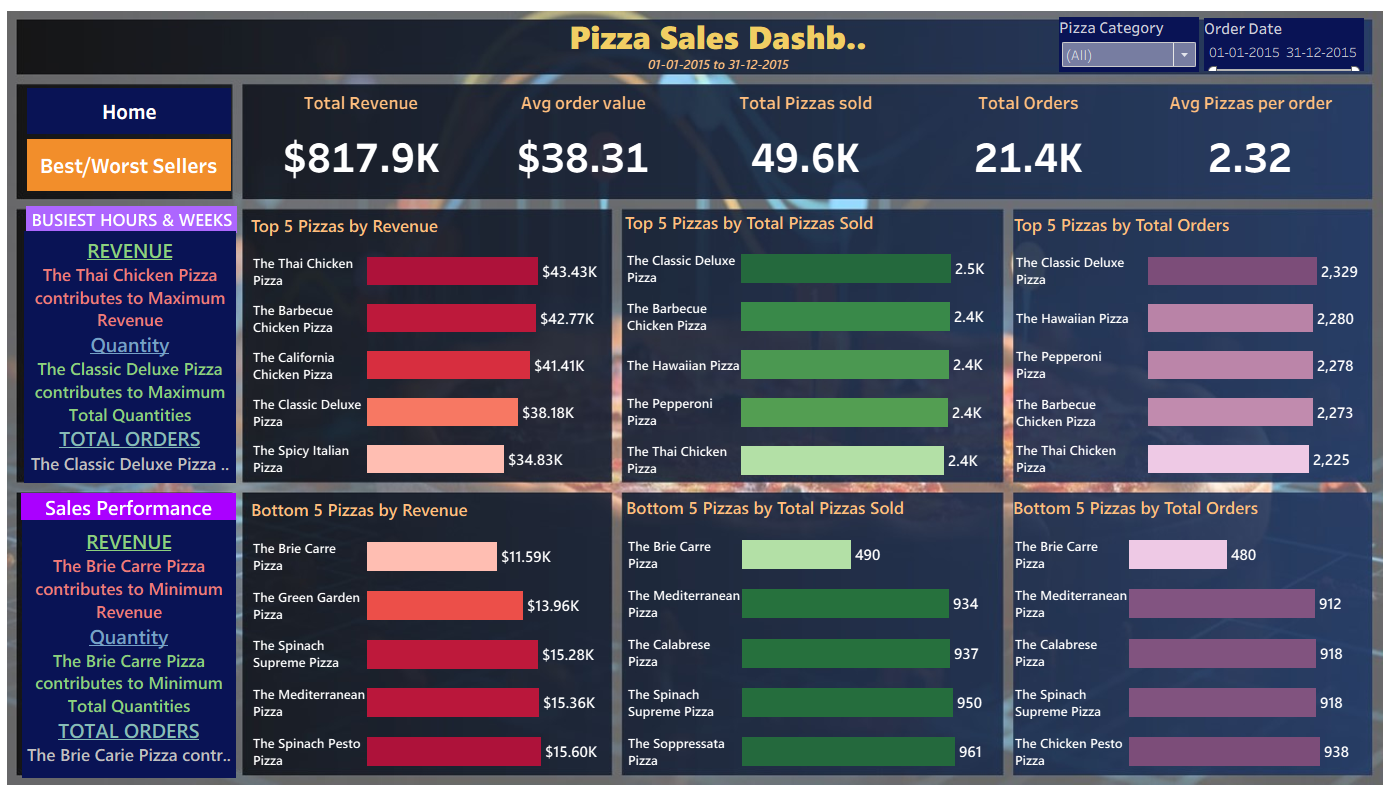 Pizza Sales Dashb..
01-01-2015 to 31-12-2015
Pizza Category
(All)
Order Date
01-01-2015 31-12-2015
Home
Best/Worst Sellers
Total Revenue
$817.9K
Avg order value
$38.31
Total Pizzas sold
49.6K
Total Orders
21.4K
Avg Pizzas per order
2.32
BUSIEST HOURS & WEEKS
REVENUE
The Thai Chicken Pizza
contributes to Maximum
Revenue
Quantity
The Classic Deluxe Pizza
contributes to Maximum
Total Quantities
TOTAL ORDERS
The Classic Deluxe Pizza ..
Top 5 Pizzas by Revenue
The Thai Chicken
Pizza
$43.43K
The Barbecue
Chicken Pizza
$42.77K
The California
Chicken Pizza
$41.41K
The Classic Deluxe
Pizza
$38.18K
The Spicy Italian
Pizza
$34.83K
Top 5 Pizzas by Total Pizzas Sold
The Classic Deluxe
Pizza
2.5K
The Barbecue
Chicken Pizza
2.4K
The Hawaiian Pizza
2.4K
The Pepperoni
Pizza
2.4K
The Thai Chicken
Pizza
2.4K
Top 5 Pizzas by Total Orders
The Classic Deluxe
Pizza
2,329
The Hawaiian Pizza
2,280
The Pepperoni
Pizza
2,278
The Barbecue
Chicken Pizza
2,273
The Thai Chicken
Pizza
2,225
Sales Performance
REVENUE
The Brie Carre Pizza
contributes to Minimum
Revenue
Quantity
The Brie Carre Pizza
contributes to Minimum
Total Quantities
TOTAL ORDERS
The Brie Carie Pizza contr..
Bottom 5 Pizzas by Revenue
The Brie Carre
Pizza
$11.59K
The Green Garden
Pizza
$13.96K
The Spinach
Supreme Pizza
$15.28K
The Mediterranean
Pizza
$15.36K
The Spinach Pesto
Pizza
$15.60K
Bottom 5 Pizzas by Total Pizzas Sold
The Brie Carre
Pizza
490
The Mediterranean
Pizza
934
The Calabrese
Pizza
937
The Spinach
Supreme Pizza
950
The Soppressata
Pizza
961
Bottom 5 Pizzas by Total Orders
The Brie Carre
Pizza
480
The Mediterranean
Pizza
912
The Calabrese
Pizza
918
The Spinach
Supreme Pizza
918
The Chicken Pesto
Pizza
938